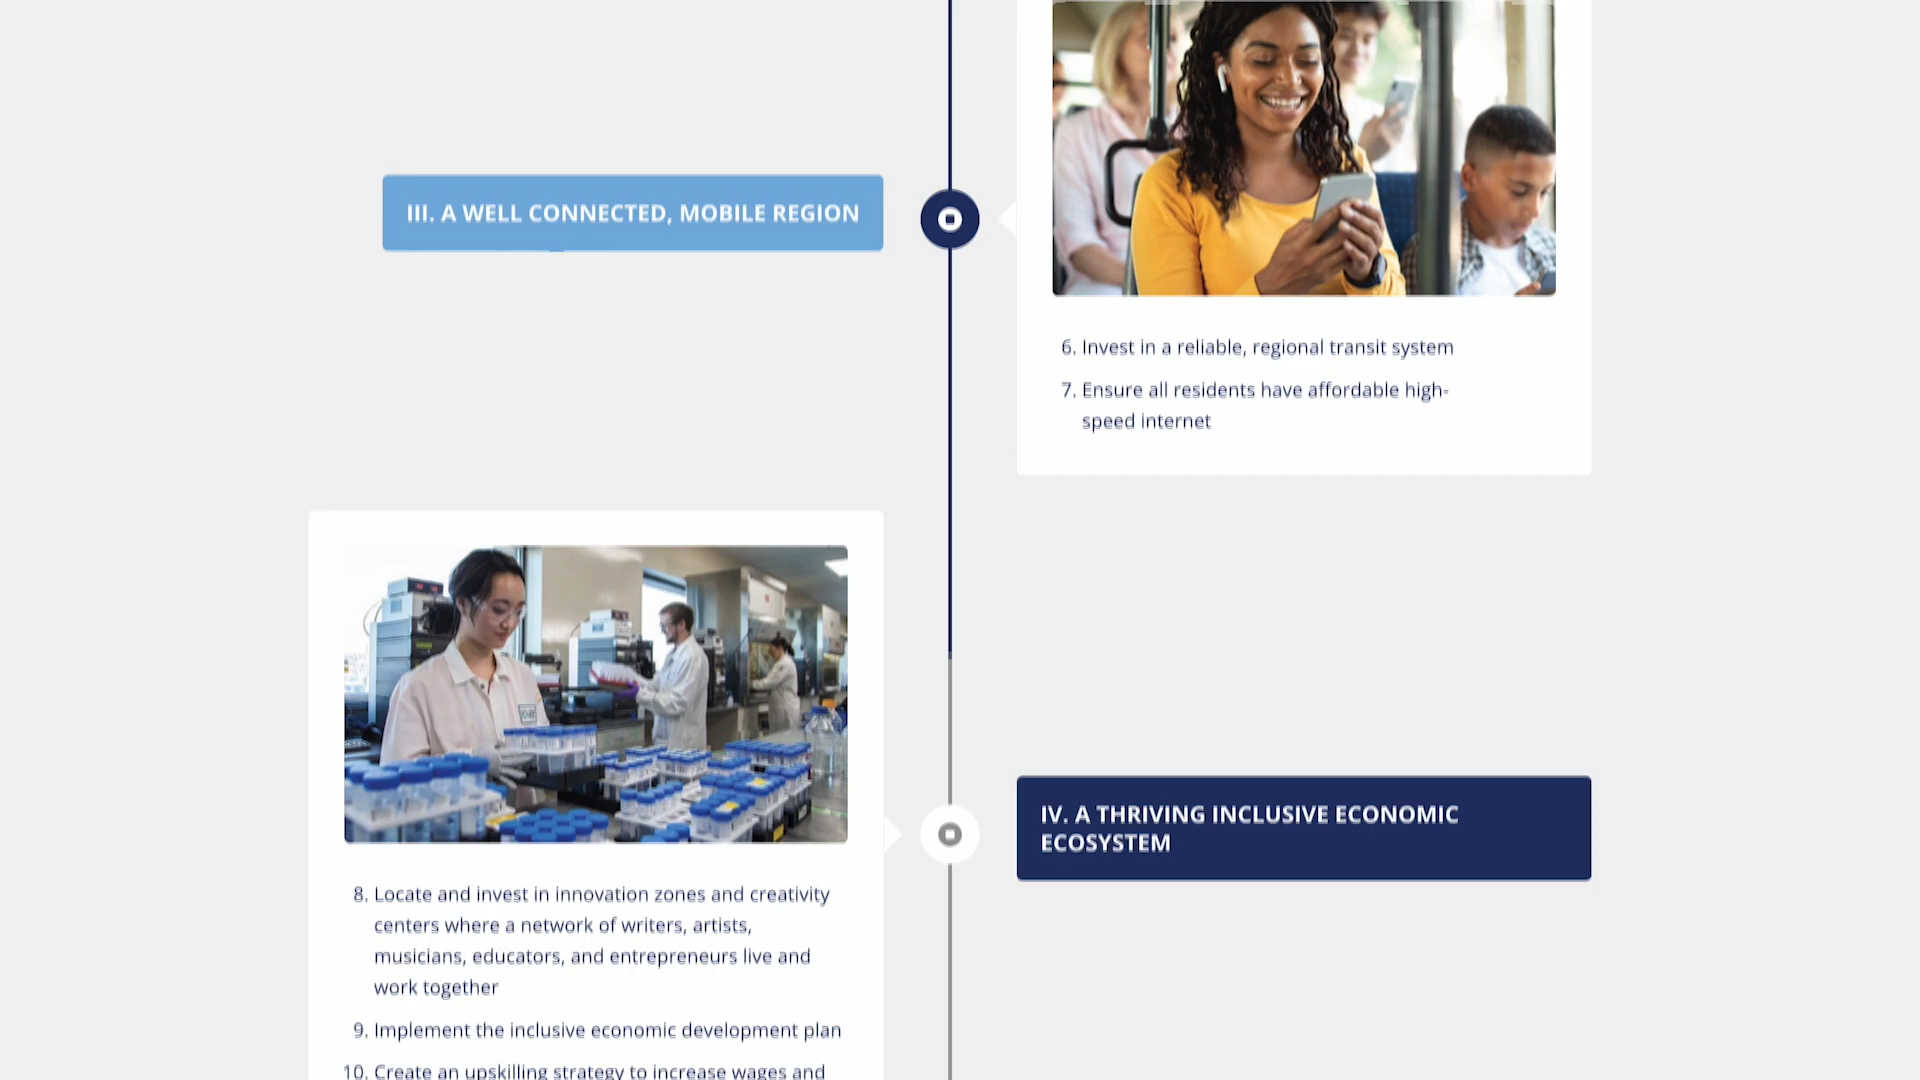 III. A WELL CONNECTED, MOBILE REGION
6. Invest in a reliable, regional transit system
7. Ensure all residents have affordable high-
speed internet
IV. A THRIVING INCLUSIVE ECONOMIC
ECOSYSTEM
8. Locate and invest in innovation zones and creativity
centers where a network of writers, artists,
musicians, educators, and entrepreneurs live and
work together
9. Implement the inclusive economic development plan
10. Create an upskilling strategy to increase wages and